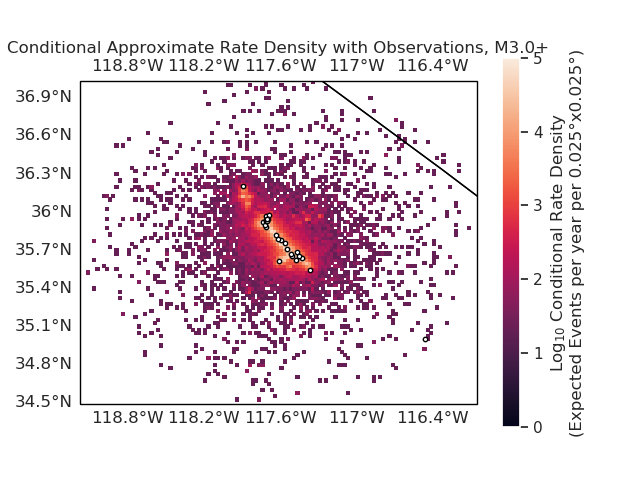 Conditional Approximate Rate Density with Observations, M3.0+
118.8°W 118.2°W 117.6°W 117°W 116.4°W
36.9°N
36.6°N
36.3°N
36°N
35.7°N
35.4°N
35.1°N
34.8°N
34.5°N
118.8°W 118.2°W 117.6°W 117°W 116.4°W
5
4
3
2
1
0
Log₁₀ Conditional Rate Density
(Expected Events per year per 0.025°x0.025°)